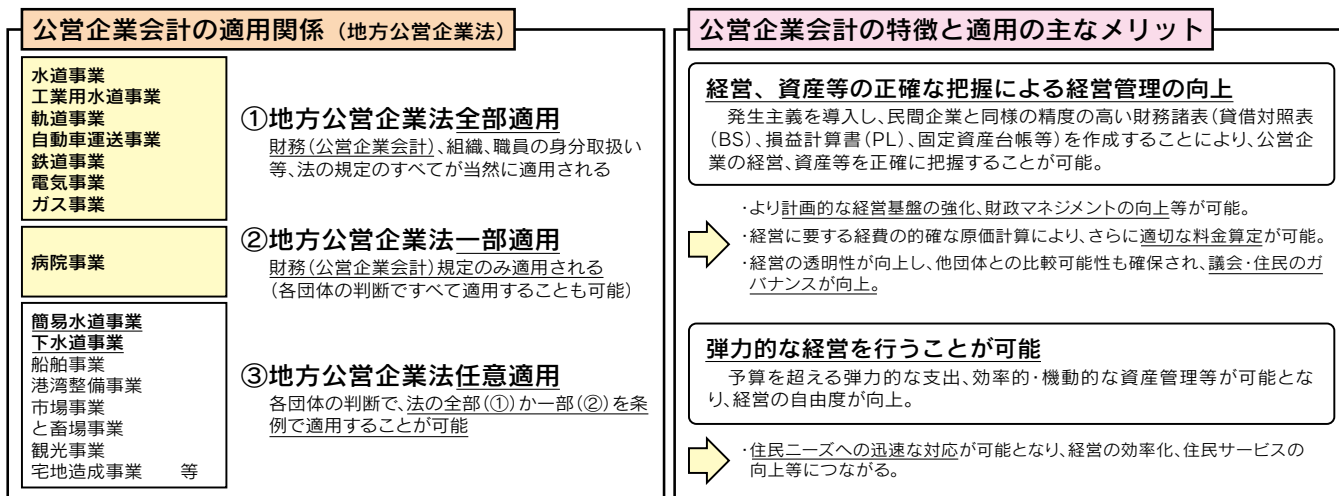 公営企業会計の適用関係(地方公営企業法)
水道事業
工業用水道事業
軌道事業
自動車運送事業
鉄道事業
電気事業
ガス事業
①地方公営企業法全部適用
財務(公営企業会計)、組織、職員の身分取扱い
等、法の規定のすべてが当然に適用される
病院事業
②地方公営企業法一部適用
財務(公営企業会計)規定のみ適用される
(各団体の判断ですべて適用することも可能)
簡易水道事業
下水道事業
船舶事業
港湾整備事業
市場事業
と畜場事業
観光事業
宅地造成事業 等
③地方公営企業法任意適用
各団体の判断で、法の全部(①)か一部(②)を条
例で適用することが可能
公営企業会計の特徴と適用の主なメリット
経営、資産等の正確な把握による経営管理の向上
発生主義を導入し、民間企業と同様の精度の高い財務諸表(貸借対照表
(BS)、損益計算書(PL)、固定資産台帳等)を作成することにより、公営企
業の経営、資産等を正確に把握することが可能。
・より計画的な経営基盤の強化、財政マネジメントの向上等が可能。
・経営に要する経費の的確な原価計算により、さらに適切な料金算定が可能。
・経営の透明性が向上し、他団体との比較可能性も確保され、議会・住民のガ
バナンスが向上。
弾力的な経営を行うことが可能
予算を超える弾力的な支出、効率的・機動的な資産管理等が可能とな
り、経営の自由度が向上。
・住民ニーズへの迅速な対応が可能となり、経営の効率化、住民サービスの
向上等につながる。